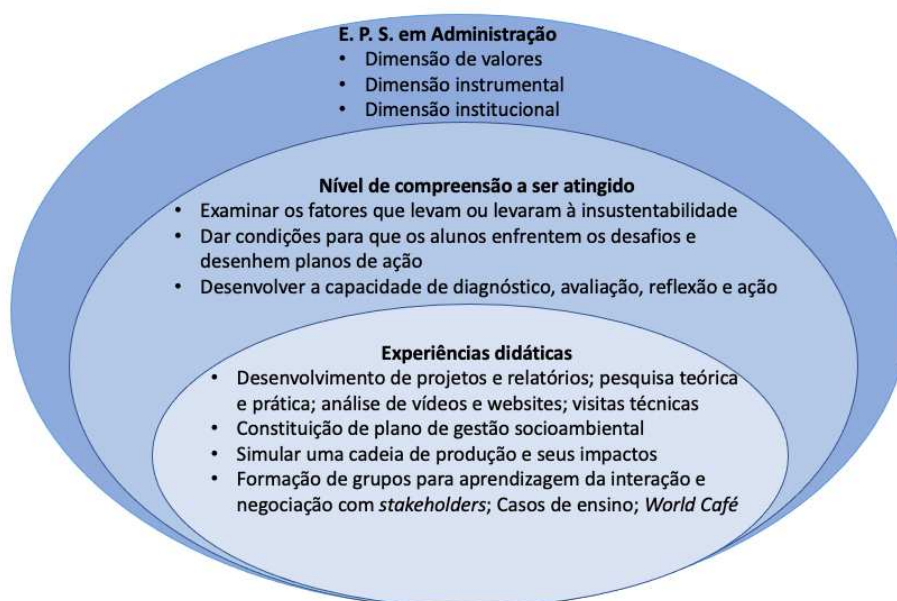 E. P. S. em Administração
• Dimensão de valores
• Dimensão instrumental
• Dimensão institucional
Nível de compreensão a ser atingido
• Examinar os fatores que levam ou levaram à insustentabilidade
• Dar condições para que os alunos enfrentem os desafios e
desenhem planos de ação
• Desenvolver a capacidade de diagnóstico, avaliação, reflexão e ação
Experiências didáticas
• Desenvolvimento de projetos e relatórios; pesquisa teórica
e prática; análise de vídeos e websites; visitas técnicas
• Constituição de plano de gestão socioambiental
• Simular uma cadeia de produção e seus impactos
• Formação de grupos para aprendizagem da interação e
negociação com stakeholders; Casos de ensino; World Café